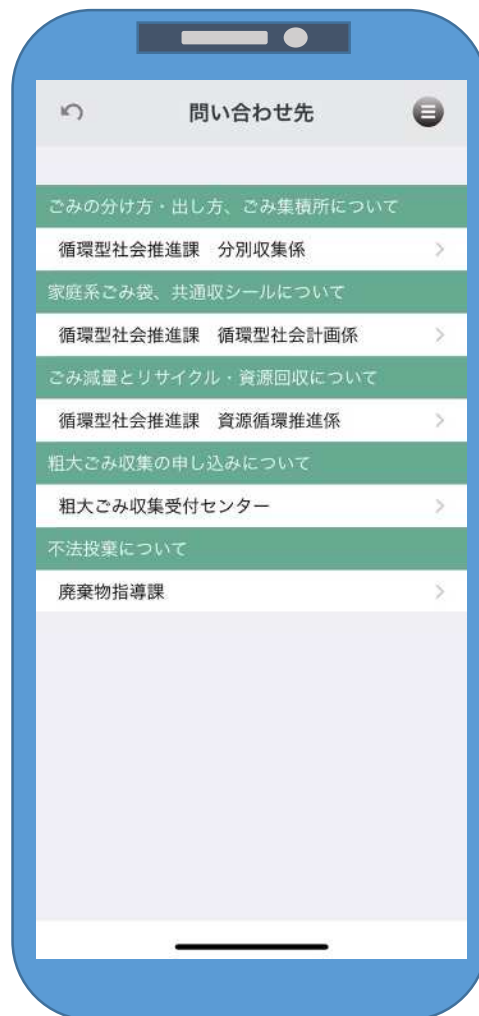 問い合わせ先
ごみの分け方・出し方、ごみ集積所について
循環型社会推進課　分別収集係
家庭系ごみ袋、共通収シールについて
循環型社会推進課　循環型社会計画係
ごみ減量とリサイクル・資源回収について
循環型社会推進課　資源循環推進係
粗大ごみ収集の申し込みについて
粗大ごみ収集受付センター
不法投棄について
廃棄物指導課